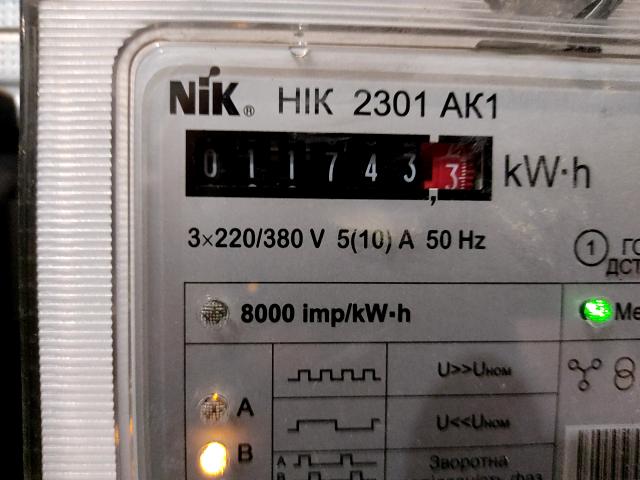 NiK® НІК 2301 АК1
011743,3 kW·h
3×220/380 V 5(10) A 50 Hz
1
8000 imp/kW·h
U>>Uном
A
U<<Uном
B
A
B
Зворотна